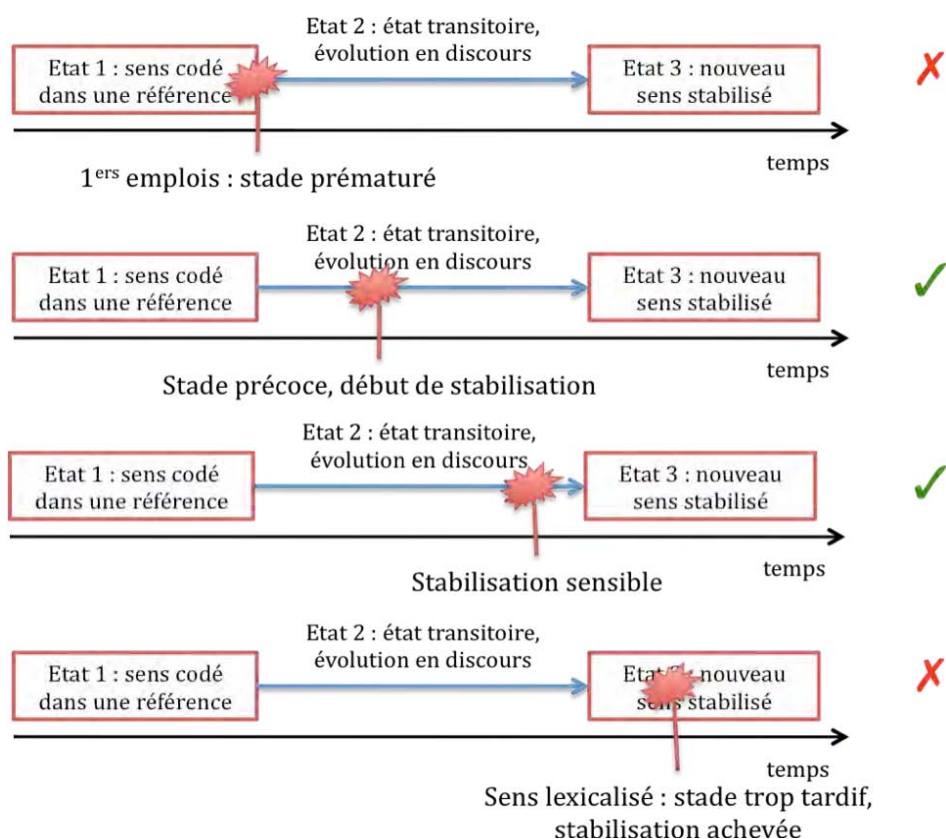 Etat 2 : état transitoire,
évolution en discours
Etat 1 : sens codé
dans une référence
Etat 3 : nouveau
sens stabilisé
✗
temps
1ers emplois : stade prématuré
Etat 2 : état transitoire,
évolution en discours
Etat 1 : sens codé
dans une référence
Etat 3 : nouveau
sens stabilisé
✓
temps
Stade précoce, début de stabilisation
Etat 2 : état transitoire,
évolution en discours
Etat 1 : sens codé
dans une référence
Etat 3 : nouveau
sens stabilisé
✓
temps
Stabilisation sensible
Etat 2 : état transitoire,
évolution en discours
Etat 1 : sens codé
dans une référence
Etat : nouveau
sens stabilisé
✗
temps
Sens lexicalisé : stade trop tardif,
stabilisation achevée